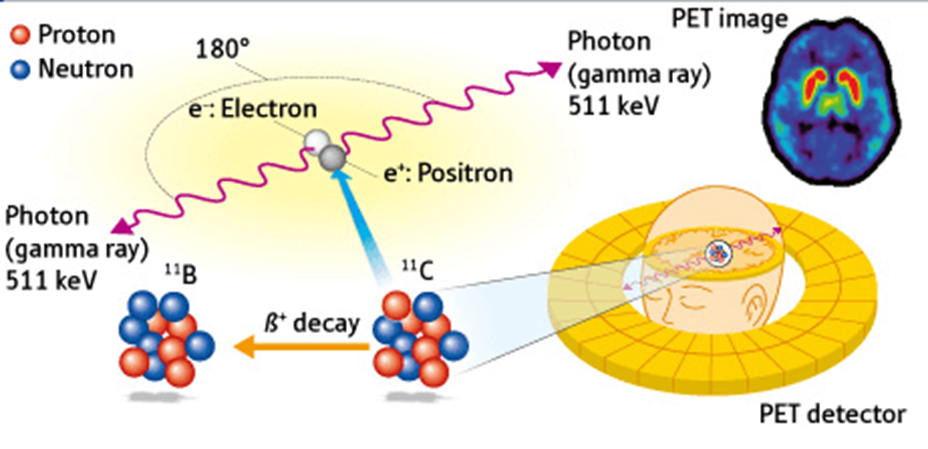 Proton
Neutron
180°
e⁻: Electron
e⁺: Positron
Photon
(gamma ray)
511 keV
PET image
Photon
(gamma ray)
511 keV
¹¹B
ß⁺ decay
¹¹C
PET detector